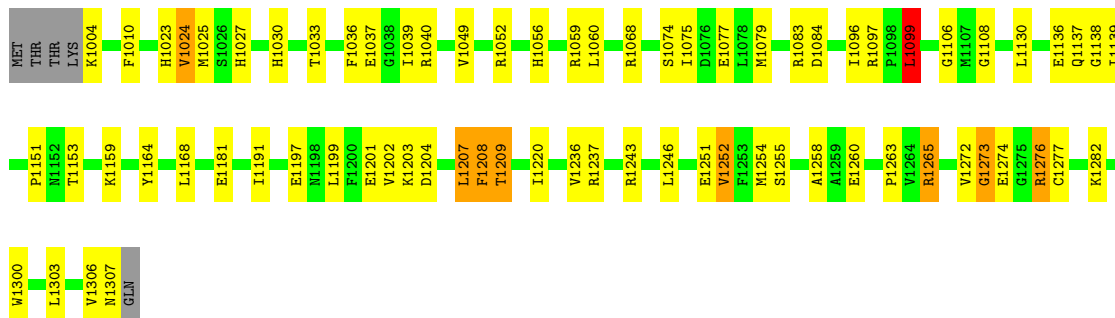 MET THR THR LYS K1004 F1010 H1023 V1024 M1025 S1026 H1027 H1030 T1033 F1036 E1037 G1038 I1039 R1040 V1049 R1052 H1056 R1059 L1060 R1068 S1074 I1075 D1076 E1077 L1078 M1079 R1083 D1084 I1096 R1097 P1098 L1099 G1106 M1107 G1108 L1130 E1136 Q1137 G1138
P1151 N1152 T1153 K1159 Y1164 L1168 E1181 I1191 E1197 N1198 L1199 F1200 E1201 V1202 K1203 D1204 L1207 F1208 T1209 I1220 V1236 R1237 R1243 L1246 E1251 V1252 F1253 M1254 S1255 A1258 A1259 E1260 P1263 V1264 R1265 V1272 G1273 E1274 G1275 R1276 C1277 K1282
W1300 L1303 V1306 N1307 GLN